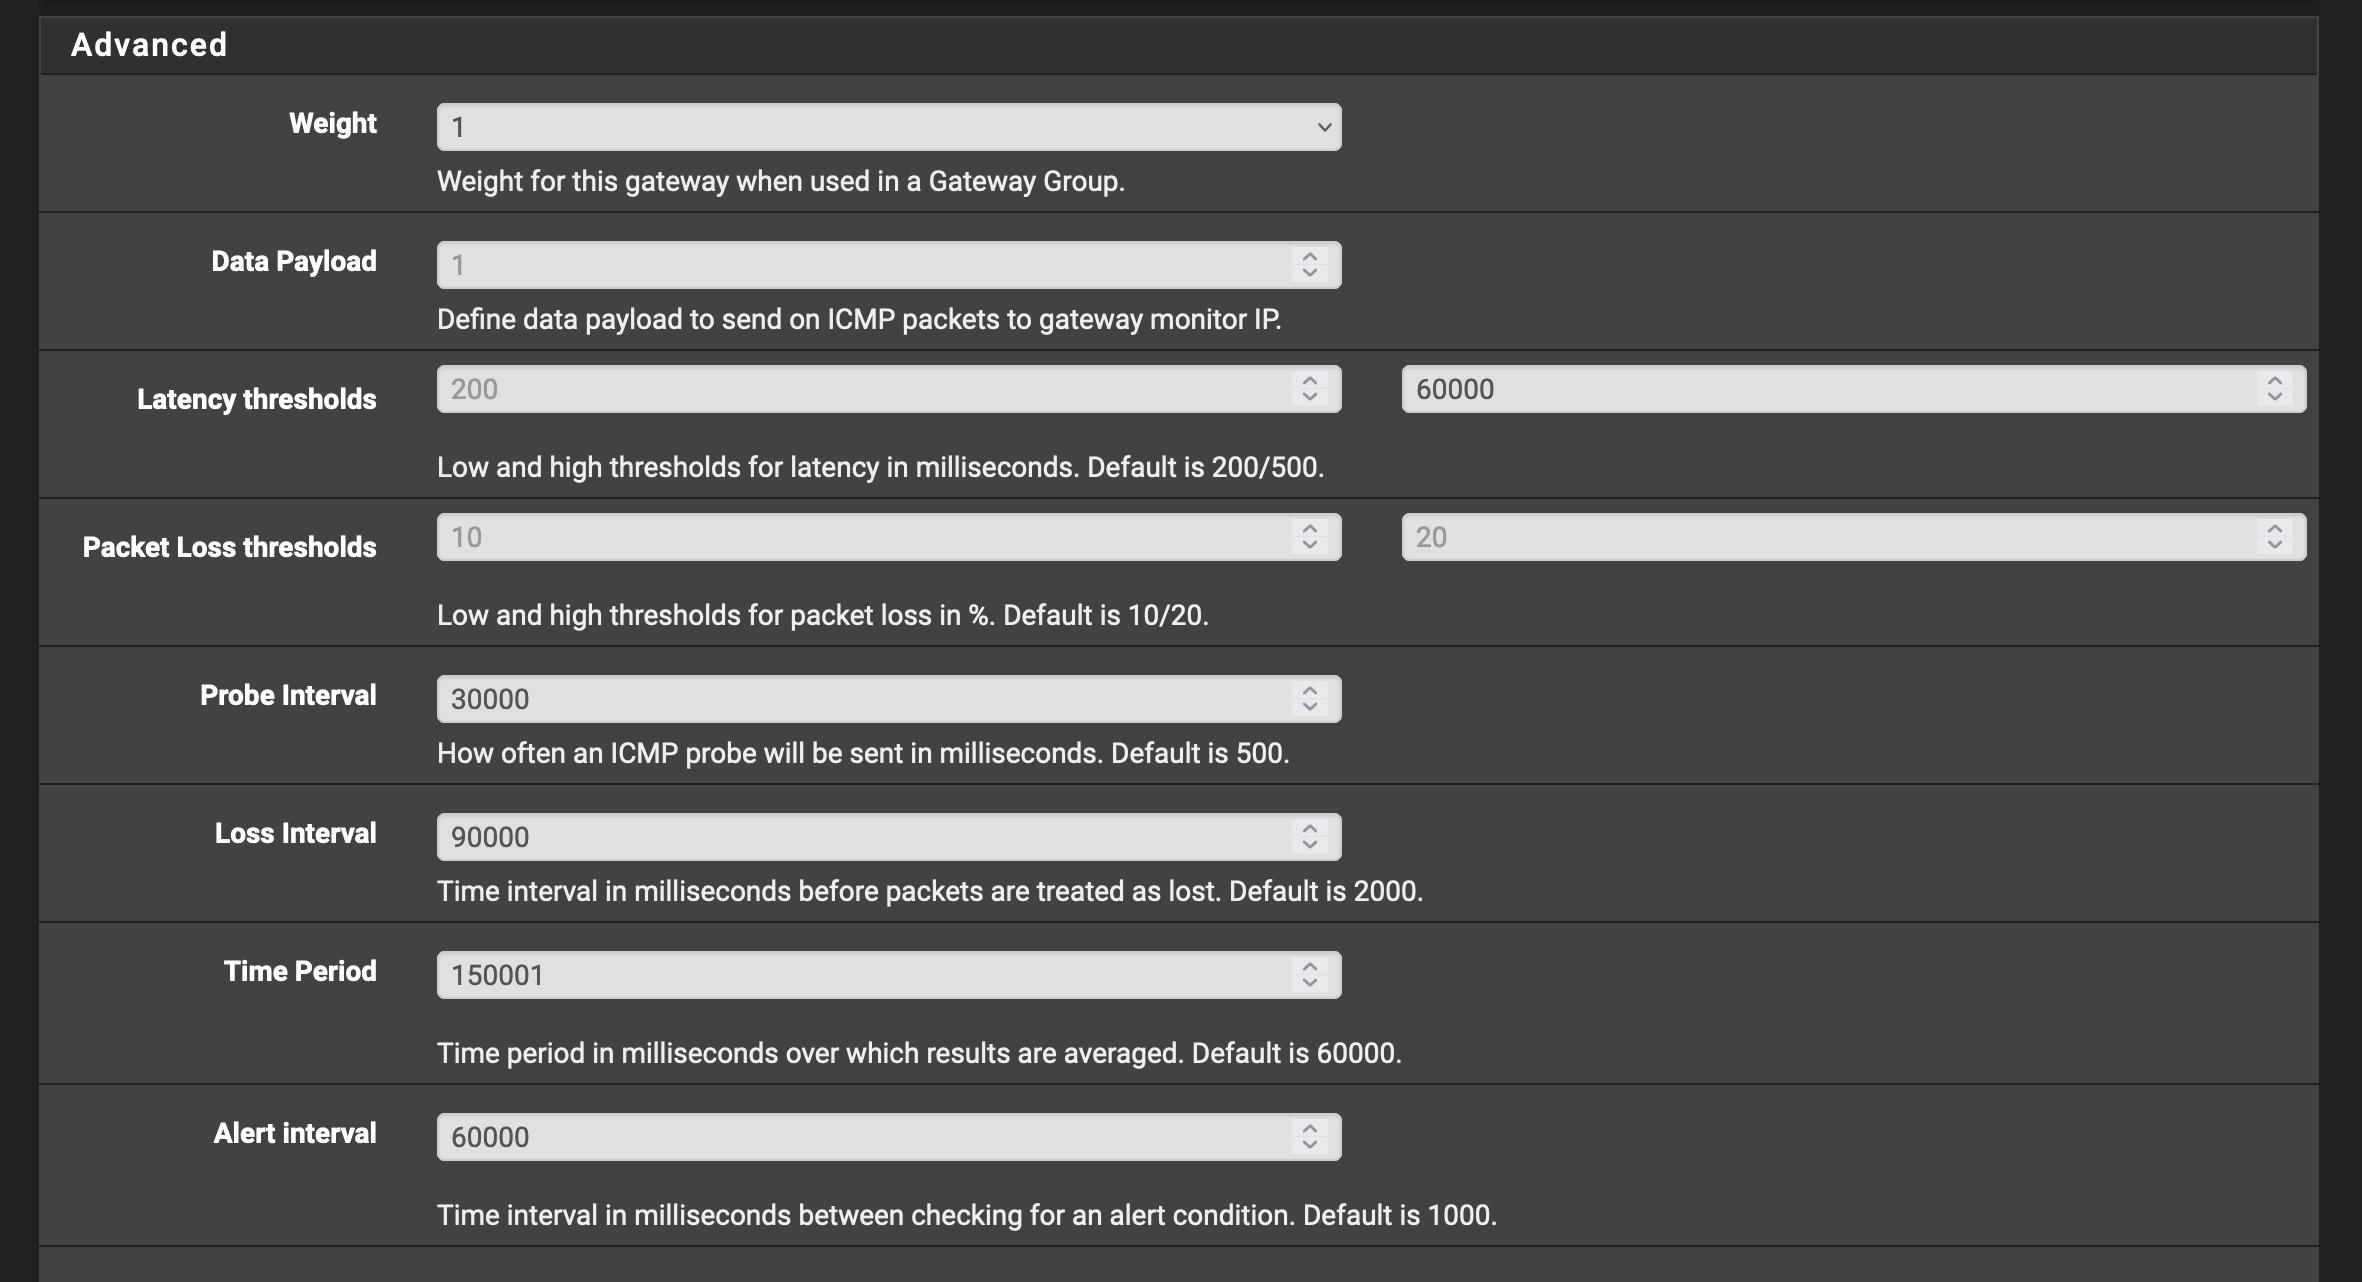 Advanced
Weight
1
Weight for this gateway when used in a Gateway Group.
Data Payload
1
Define data payload to send on ICMP packets to gateway monitor IP.
Latency thresholds
200
60000
Low and high thresholds for latency in milliseconds. Default is 200/500.
Packet Loss thresholds
10
20
Low and high thresholds for packet loss in %. Default is 10/20.
Probe Interval
30000
How often an ICMP probe will be sent in milliseconds. Default is 500.
Loss Interval
90000
Time interval in milliseconds before packets are treated as lost. Default is 2000.
Time Period
150001
Time period in milliseconds over which results are averaged. Default is 60000.
Alert interval
60000
Time interval in milliseconds between checking for an alert condition. Default is 1000.